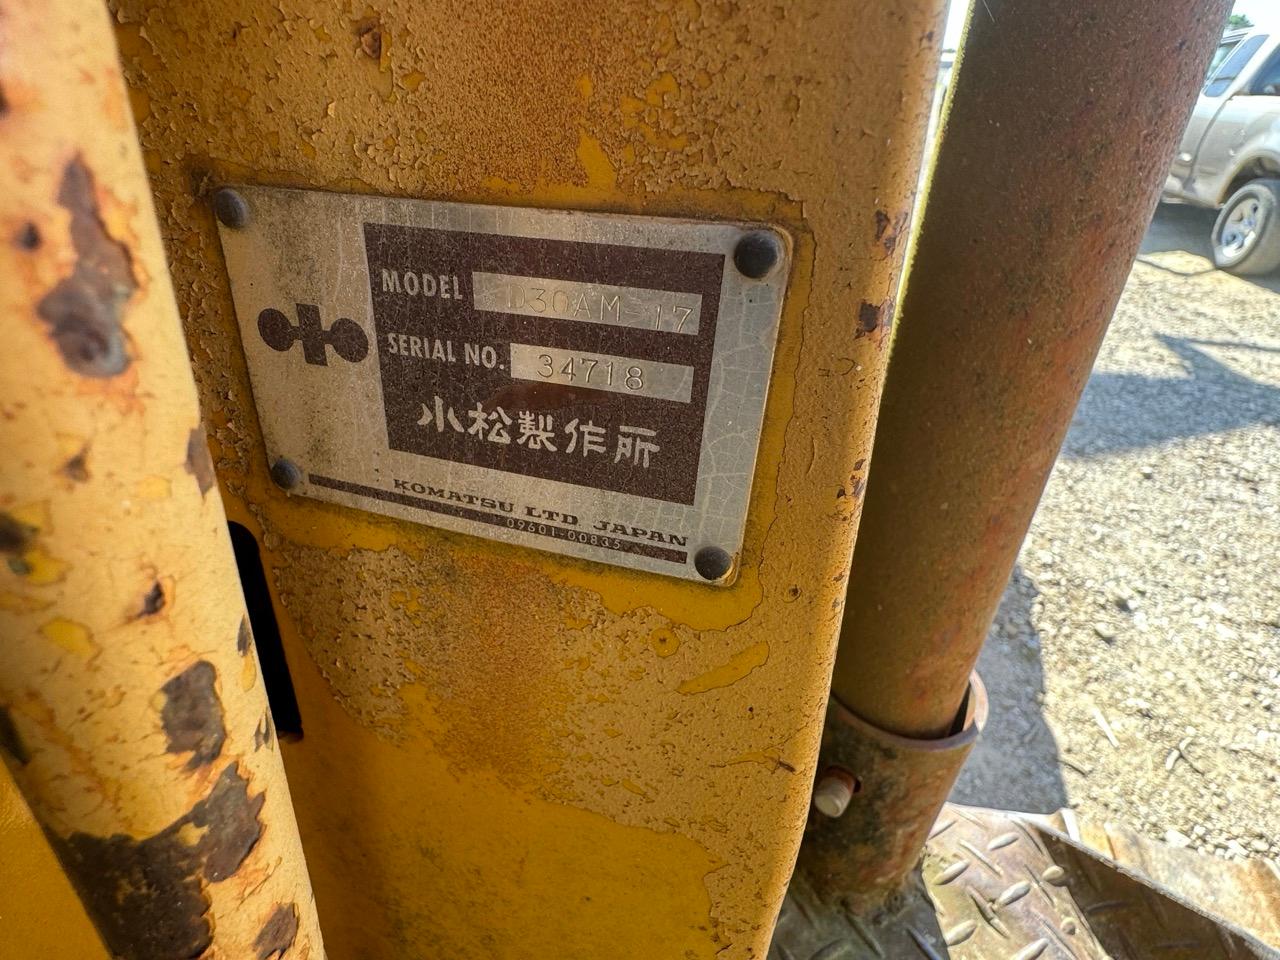 MODEL D30AM-17
SERIAL NO. 34718
小松製作所
KOMATSU LTD JAPAN
09601-00835